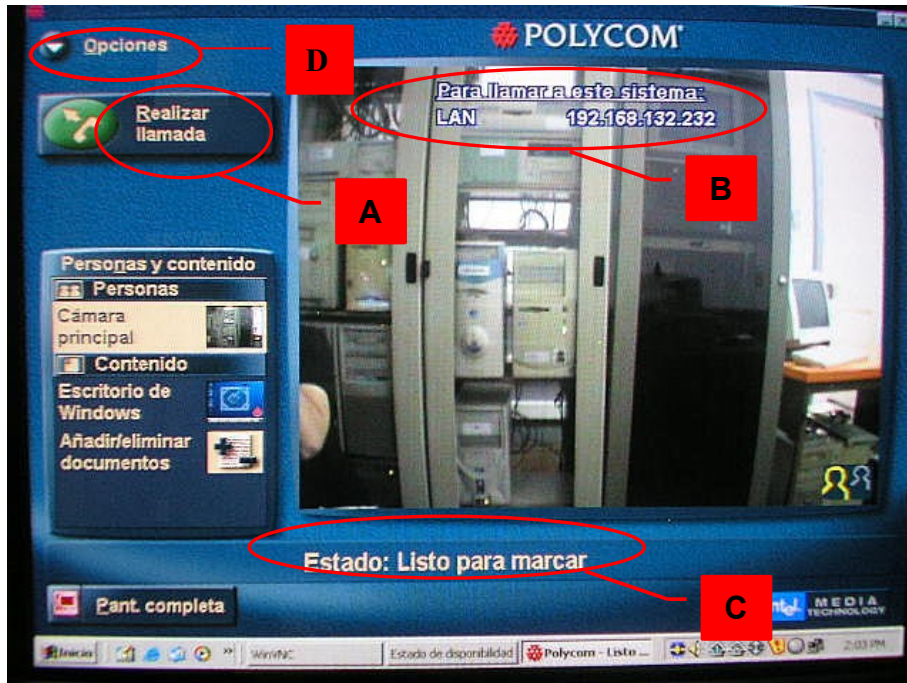 Opciones
D
POLYCOM
Realizar
llamada
Para llamar a este sistema:
LAN 192.168.132.232
A
B
Personas y contenido
Personas
Cámara
principal
Contenido
Escritorio de
Windows
Añadir/eliminar
documentos
Estado: Listo para marcar
C
Pant. completa
intel MEDIA
TECHNOLOGY
Inicio
WinVNC
Estado de disponibilidad
Polycom - Listo ...
2:03 PM